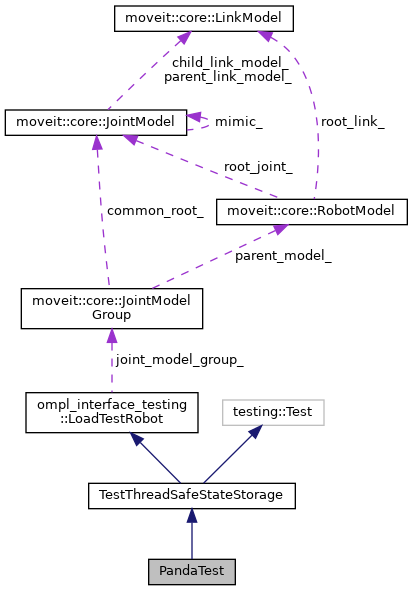 moveit::core::LinkModel
child_link_model_
parent_link_model_
moveit::core::JointModel
mimic_
root_link_
root_joint_
common_root_
moveit::core::RobotModel
parent_model_
moveit::core::JointModel
Group
joint_model_group_
ompl_interface_testing
::LoadTestRobot
testing::Test
TestThreadSafeStateStorage
PandaTest